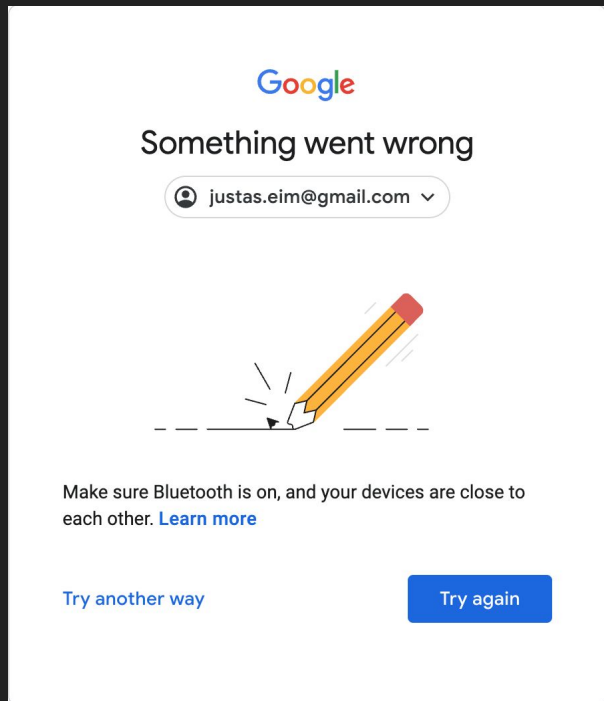 Google
Something went wrong
justas.eim@gmail.com
Make sure Bluetooth is on, and your devices are close to
each other. Learn more
Try another way
Try again